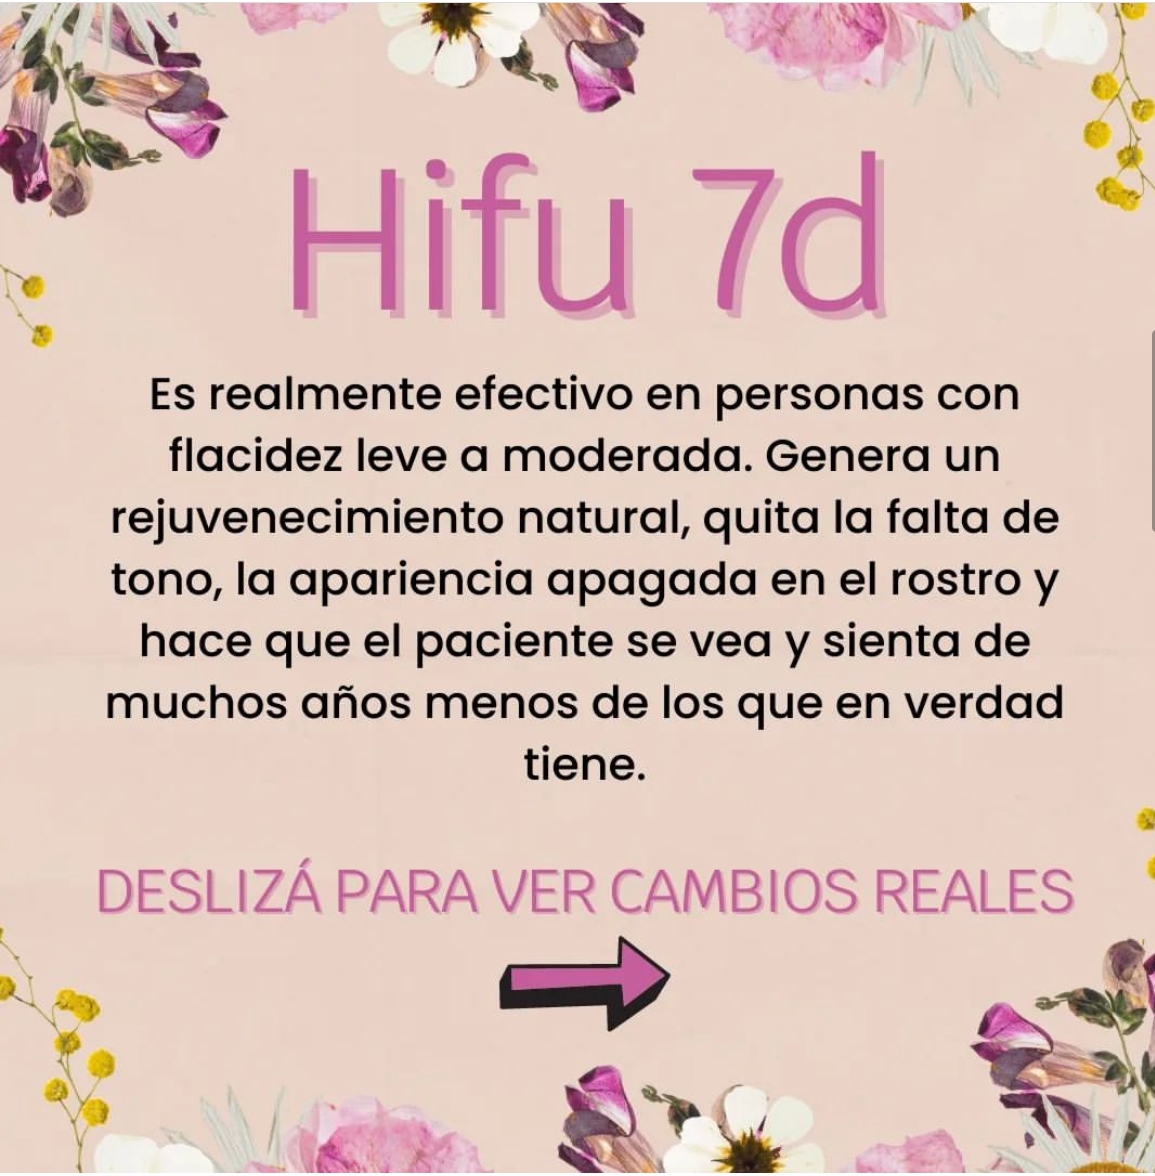 Hifu 7d
Es realmente efectivo en personas con
flacidez leve a moderada. Genera un
rejuvenecimiento natural, quita la falta de
tono, la apariencia apagada en el rostro y
hace que el paciente se vea y sienta de
muchos años menos de los que en verdad
tiene.
DESLIZÁ PARA VER CAMBIOS REALES